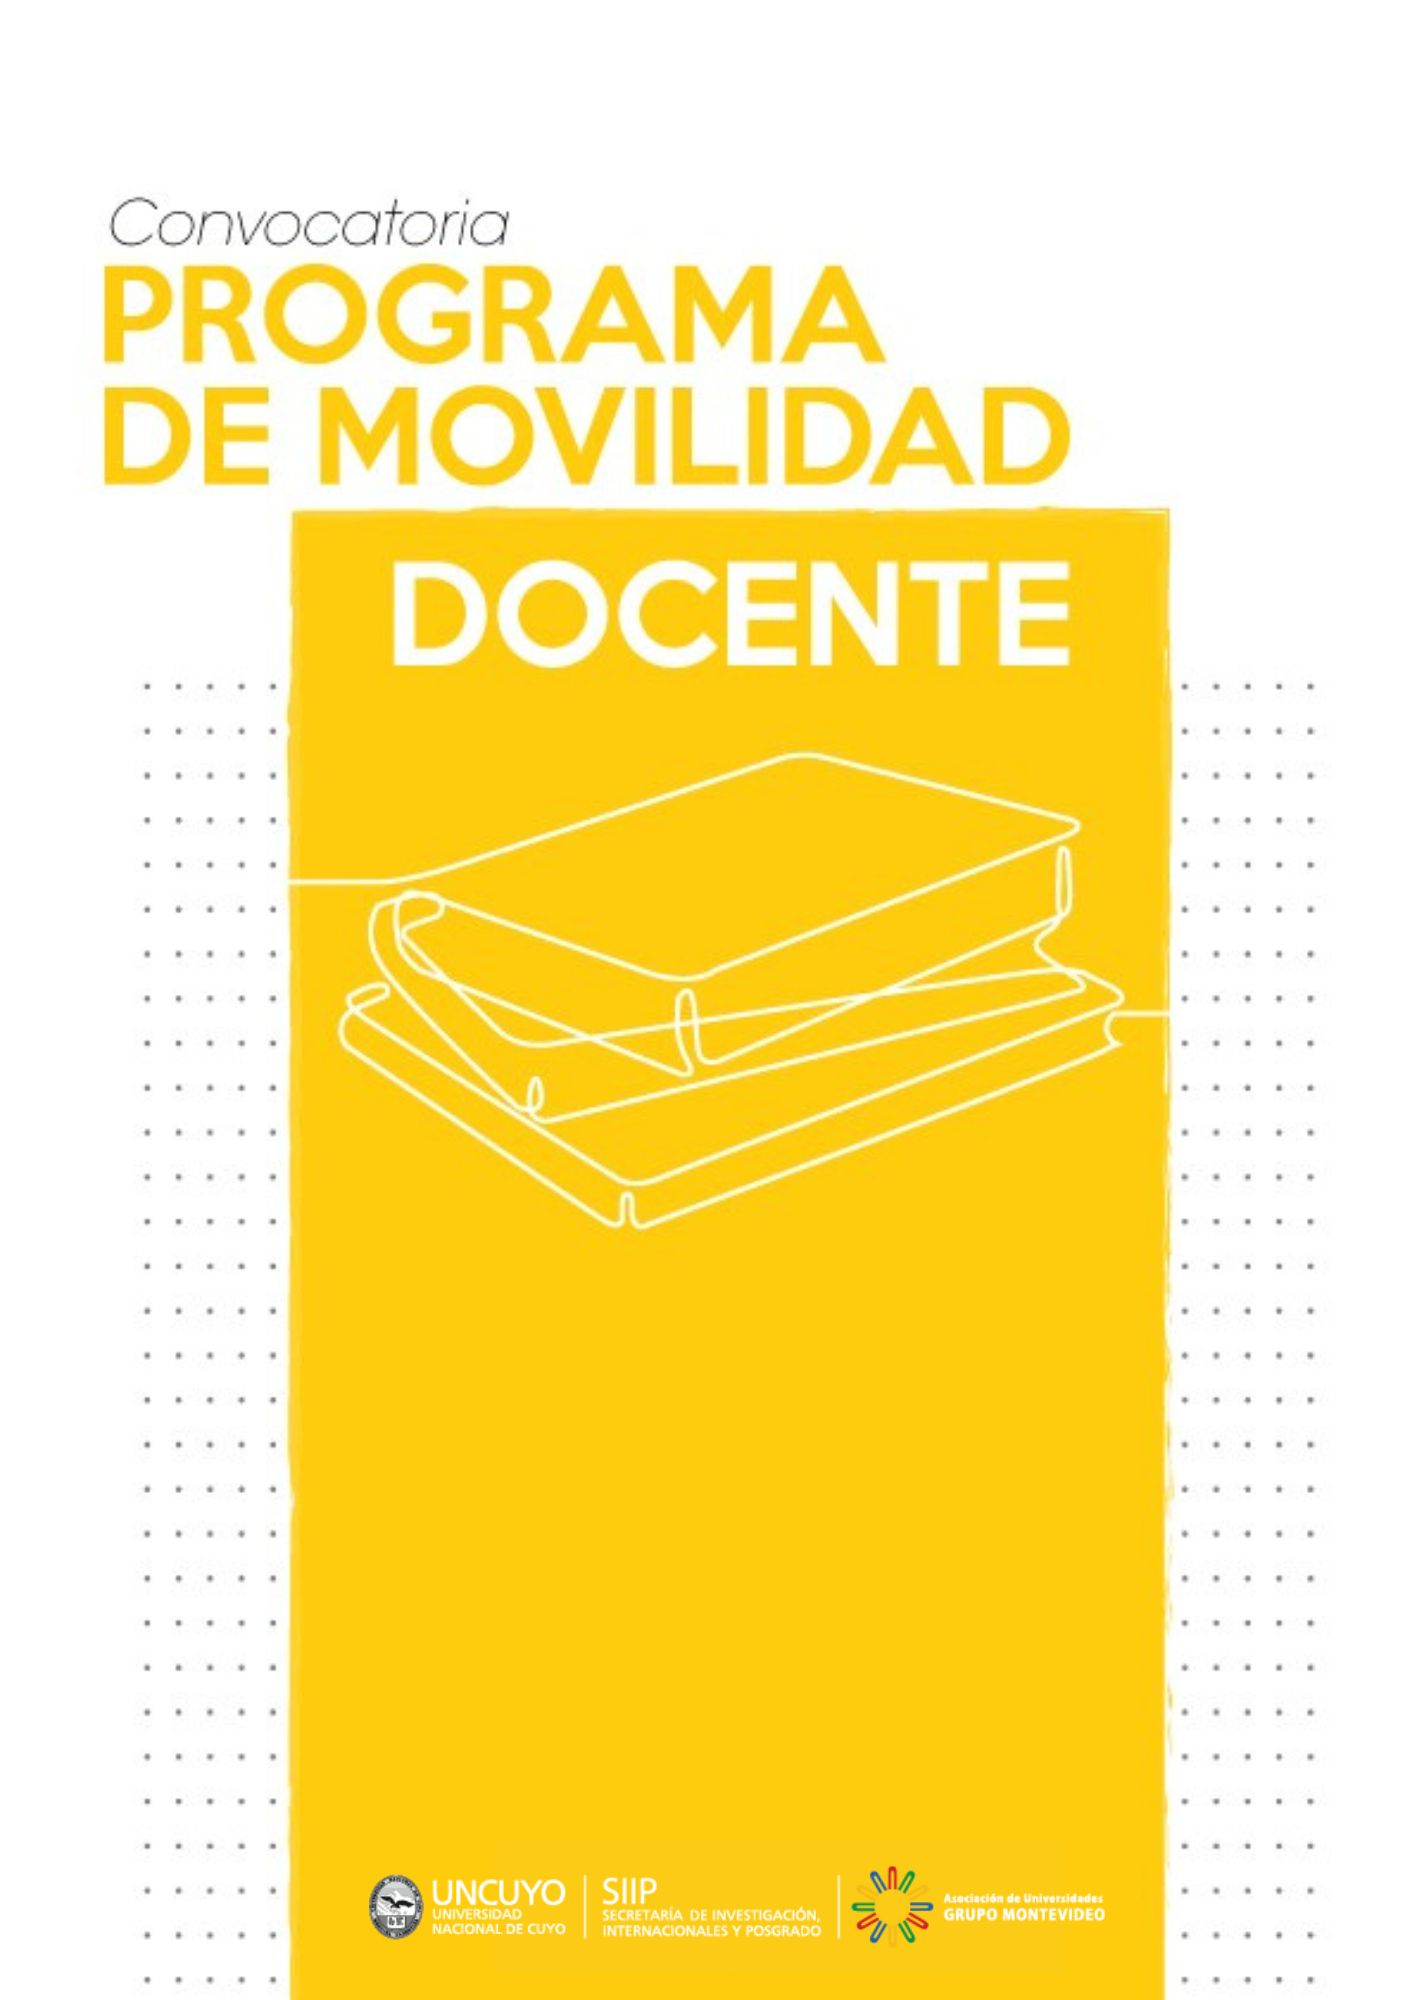 Convocatoria
PROGRAMA
DE MOVILIDAD
DOCENTE
UNCUYO
UNIVERSIDAD
NACIONAL DE CUYO
SIIP
SECRETARÍA DE INVESTIGACIÓN,
INTERNACIONALES Y POSGRADO
Asociación de Universidades
GRUPO MONTEVIDEO